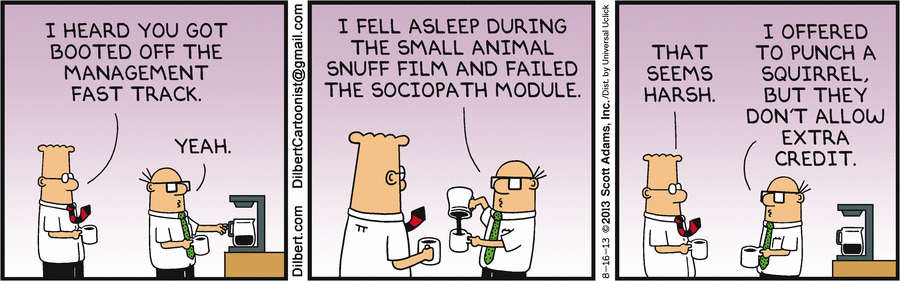 I HEARD YOU GOT
BOOTED OFF THE
MANAGEMENT
FAST TRACK.
YEAH.
Dilbert.com DilbertCartoonist@gmail.com
I FELL ASLEEP DURING
THE SMALL ANIMAL
SNUFF FILM AND FAILED
THE SOCIOPATH MODULE.
8-16-13 ©2013 Scott Adams, Inc./Dist. by Universal Uclick
THAT
SEEMS
HARSH.
I OFFERED
TO PUNCH A
SQUIRREL,
BUT THEY
DON'T ALLOW
EXTRA
CREDIT.